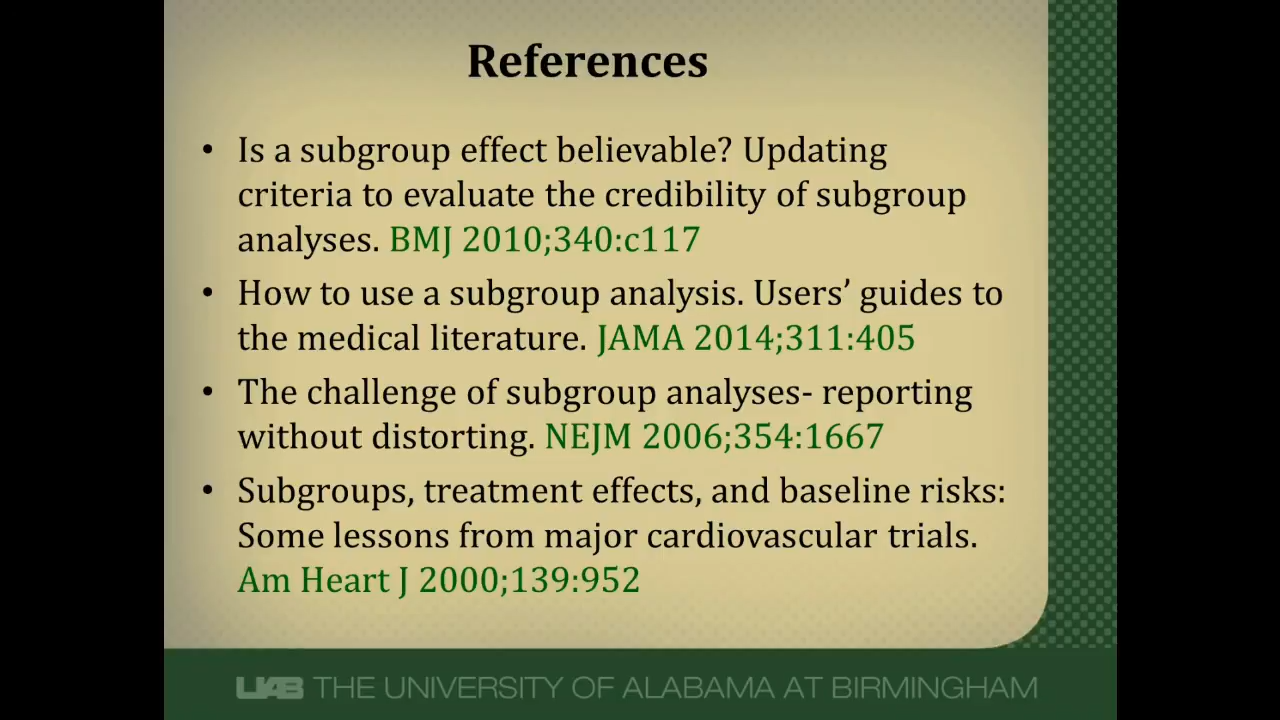 References
• Is a subgroup effect believable? Updating
criteria to evaluate the credibility of subgroup
analyses. BMJ 2010;340:c117
• How to use a subgroup analysis. Users’ guides to
the medical literature. JAMA 2014;311:405
• The challenge of subgroup analyses- reporting
without distorting. NEJM 2006;354:1667
• Subgroups, treatment effects, and baseline risks:
Some lessons from major cardiovascular trials.
Am Heart J 2000;139:952
UAB THE UNIVERSITY OF ALABAMA AT BIRMINGHAM